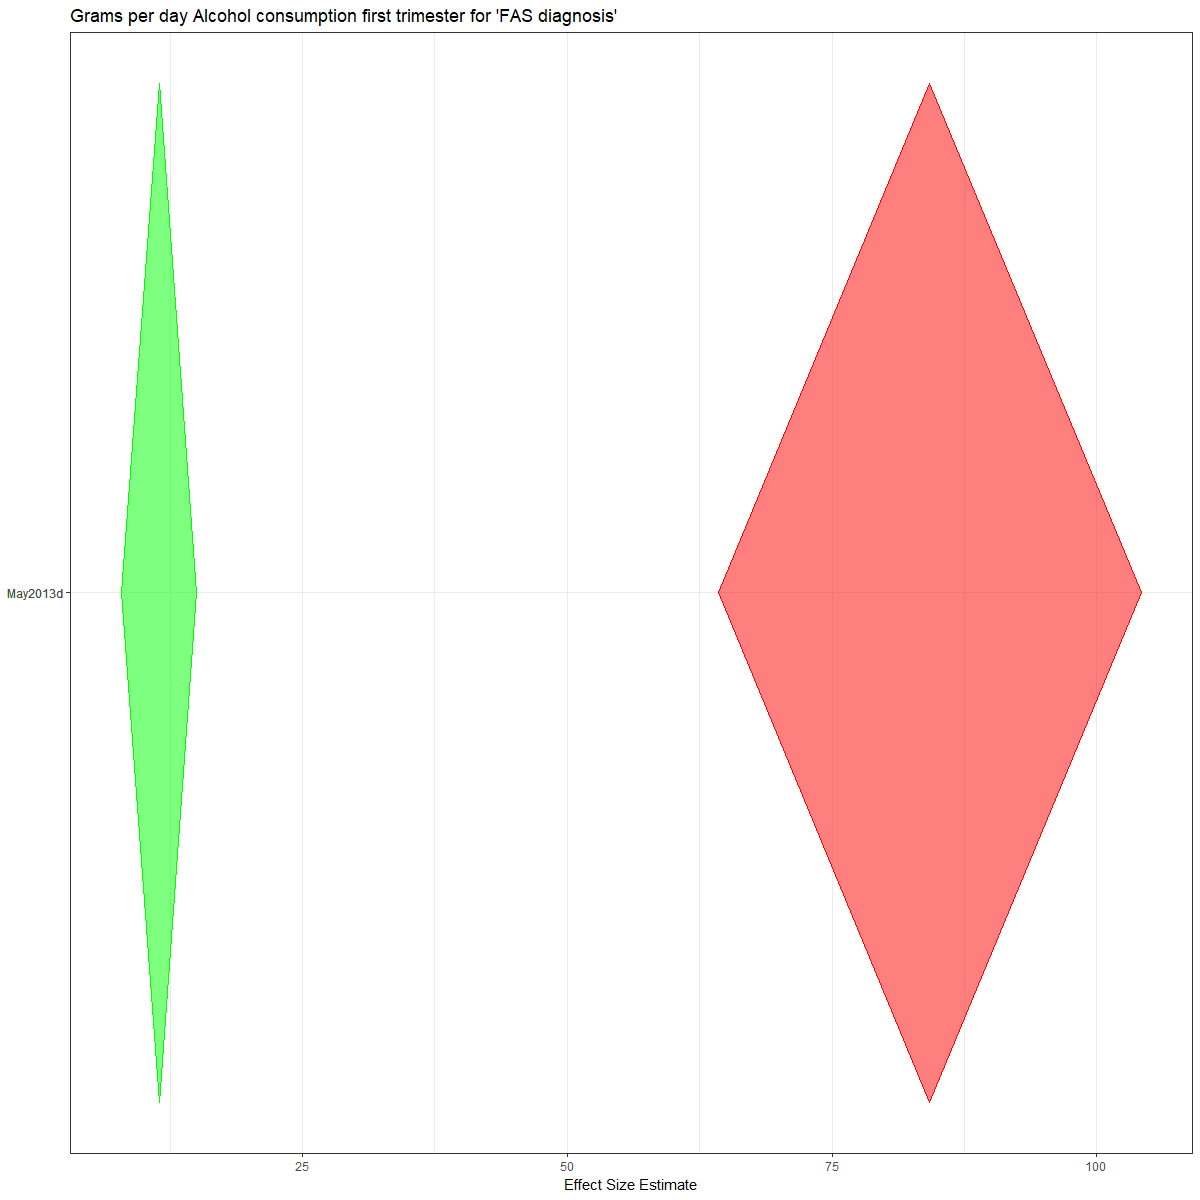 Grams per day Alcohol consumption first trimester for 'FAS diagnosis'
May2013d
25 50 75 100
Effect Size Estimate